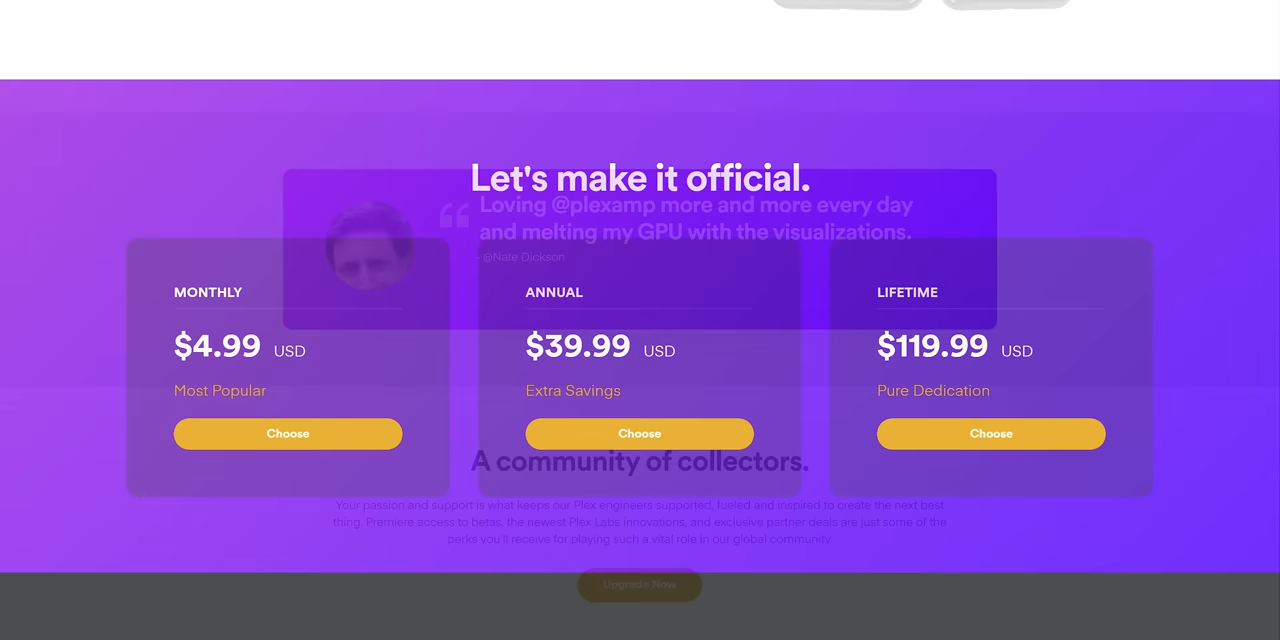 Let's make it official.
“ Loving @plexamp more and more every day
and melting my GPU with the visualizations.
- @Nate Dickson
MONTHLY
$4.99 USD
Most Popular
Choose
ANNUAL
$39.99 USD
Extra Savings
Choose
LIFETIME
$119.99 USD
Pure Dedication
Choose
A community of collectors.
Your passion and support is what keeps our Plex engineers supported, fueled and inspired to create the next best
thing. Premiere access to betas, the newest Plex Labs innovations, and exclusive partner deals are just some of the
perks you'll receive for playing such a vital role in our global community.
Upgrade Now